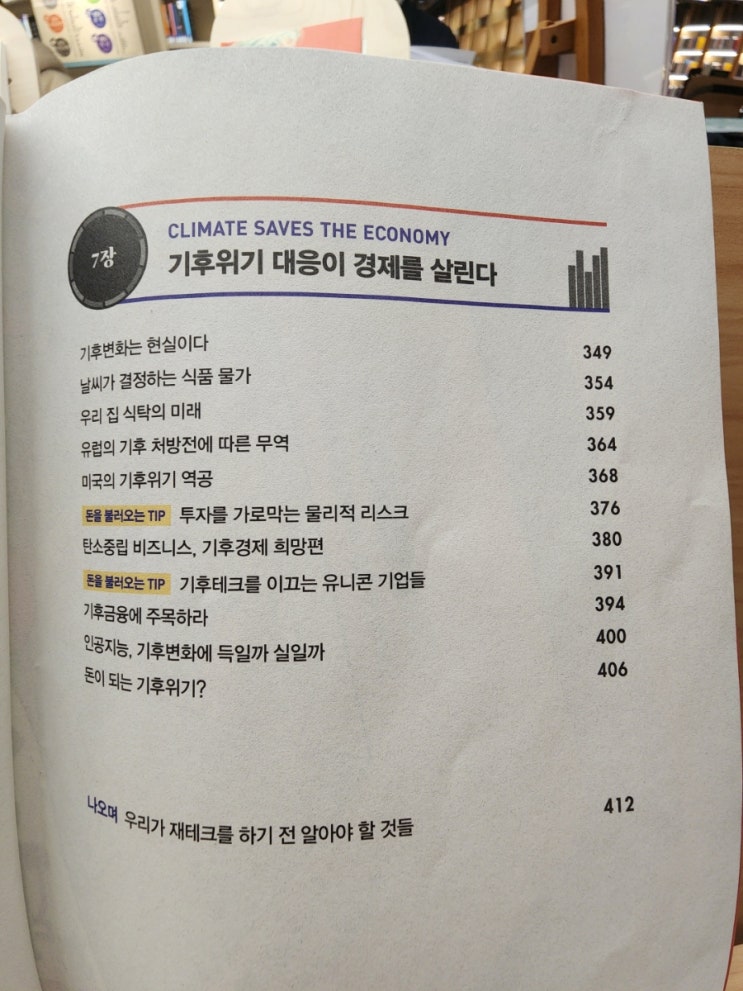 7장
CLIMATE SAVES THE ECONOMY
기후위기 대응이 경제를 살린다
기후변화는 현실이다 349
날씨가 결정하는 식품 물가 354
우리 집 식탁의 미래 359
유럽의 기후 처방전에 따른 무역 364
미국의 기후위기 역공 368
돈을 불러오는 TIP 투자를 가로막는 물리적 리스크 376
탄소중립 비즈니스, 기후경제 희망편 380
돈을 불러오는 TIP 기후테크를 이끄는 유니콘 기업들 391
기후금융에 주목하라 394
인공지능, 기후변화에 득일까 실일까 400
돈이 되는 기후위기? 406
나오며 우리가 재테크를 하기 전 알아야 할 것들 412